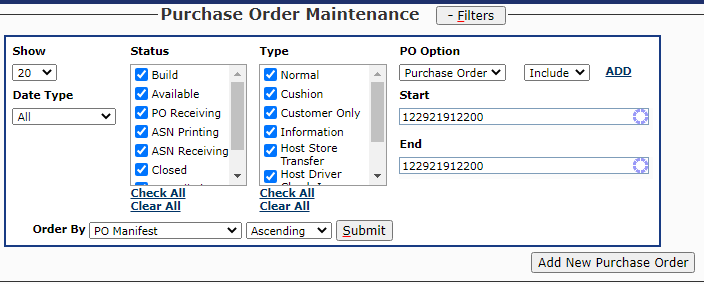 Purchase Order Maintenance
- Filters
Show
20
Date Type
All
Status
Build
Available
PO Receiving
ASN Printing
ASN Receiving
Closed
Check All
Clear All
Type
Normal
Cushion
Customer Only
Information
Host Store
Transfer
Host Driver
Check All
Clear All
PO Option
Purchase Order
Include
ADD
Start
122921912200
End
122921912200
Order By
PO Manifest
Ascending
Submit
Add New Purchase Order